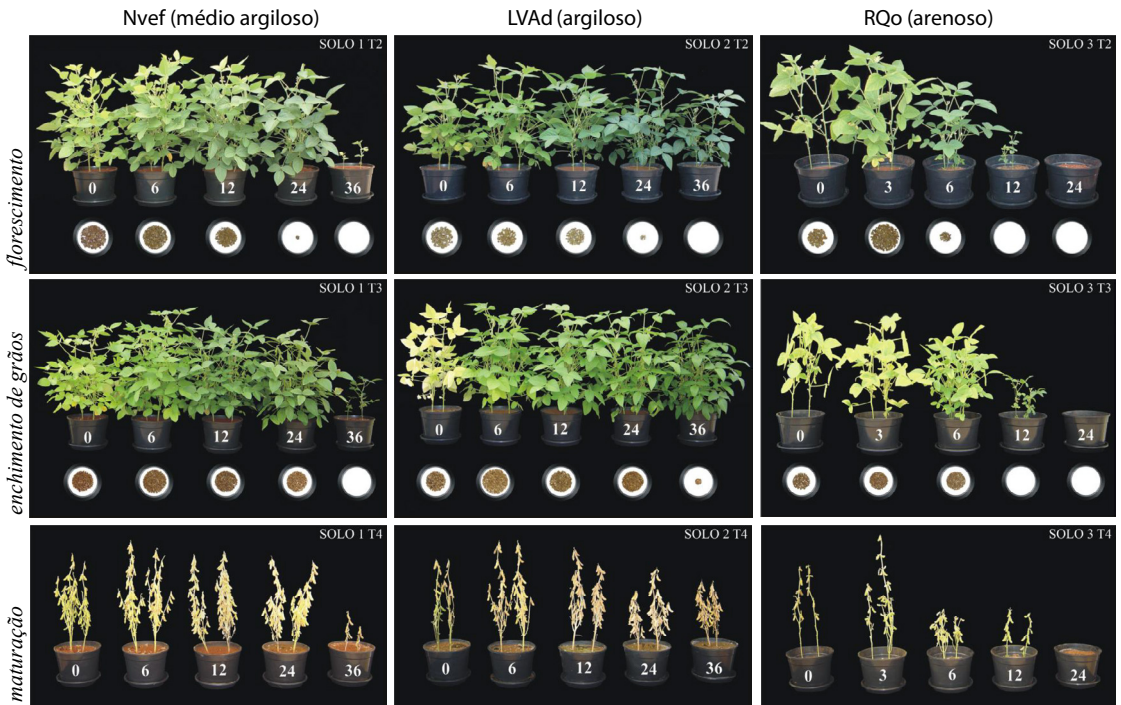 Nvef (médio argiloso)
LVAd (argiloso)
RQo (arenoso)
florescimento
SOLO 1 T2
0 6 12 24 36
SOLO 2 T2
0 6 12 24 36
SOLO 3 T2
0 3 6 12 24
enchimento de grãos
SOLO 1 T3
0 6 12 24 36
SOLO 2 T3
0 6 12 24 36
SOLO 3 T3
0 3 6 12 24
maturação
SOLO 1 T4
0 6 12 24 36
SOLO 2 T4
0 6 12 24 36
SOLO 3 T4
0 3 6 12 24